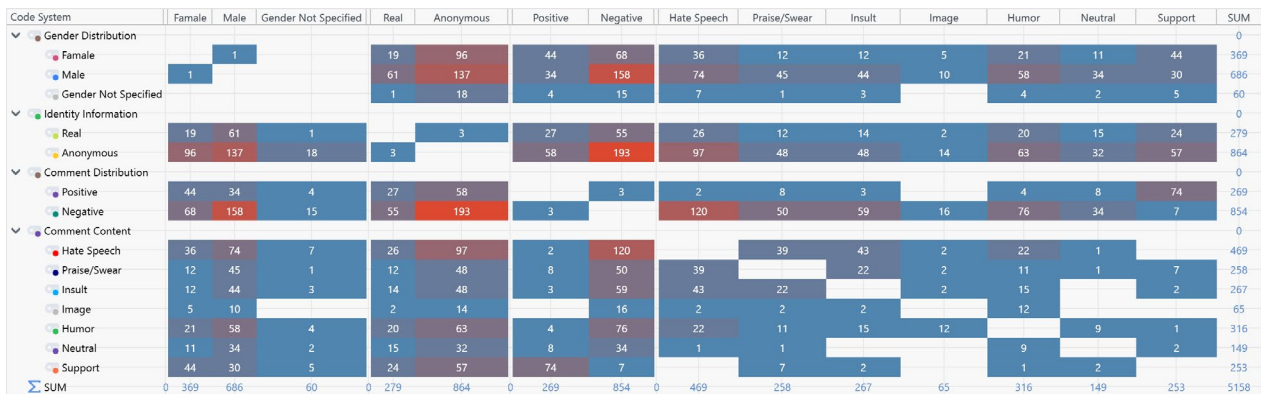 Code System Famale Male Gender Not Specified Real Anonymous Positive Negative Hate Speech Praise/Swear Insult Image Humor Neutral Support SUM
Gender Distribution 0
Famale 1 19 96 44 68 36 12 12 5 21 11 44 369
Male 1 61 137 34 158 74 45 44 10 58 34 30 686
Gender Not Specified 1 18 4 15 7 1 3 4 2 5 60
Identity Information 0
Real 19 61 1 3 27 55 26 12 14 2 20 15 24 279
Anonymous 96 137 18 3 58 193 97 48 48 14 63 32 57 864
Comment Distribution 0
Positive 44 34 4 27 58 3 2 8 3 4 8 74 269
Negative 68 158 15 55 193 3 120 50 59 16 76 34 7 854
Comment Content 0
Hate Speech 36 74 7 26 97 2 120 39 43 2 22 1 469
Praise/Swear 12 45 1 12 48 8 50 39 22 2 11 1 7 258
Insult 12 44 3 14 48 3 59 43 22 2 15 2 267
Image 5 10 2 14 16 2 2 2 12 65
Humor 21 58 4 20 63 4 76 22 11 15 12 9 1 316
Neutral 11 34 2 15 32 8 34 1 1 9 2 149
Support 44 30 5 24 57 74 7 7 2 1 2 253
∑ SUM 0 369 686 60 0 279 864 0 269 854 0 469 258 267 65 316 149 253 5158